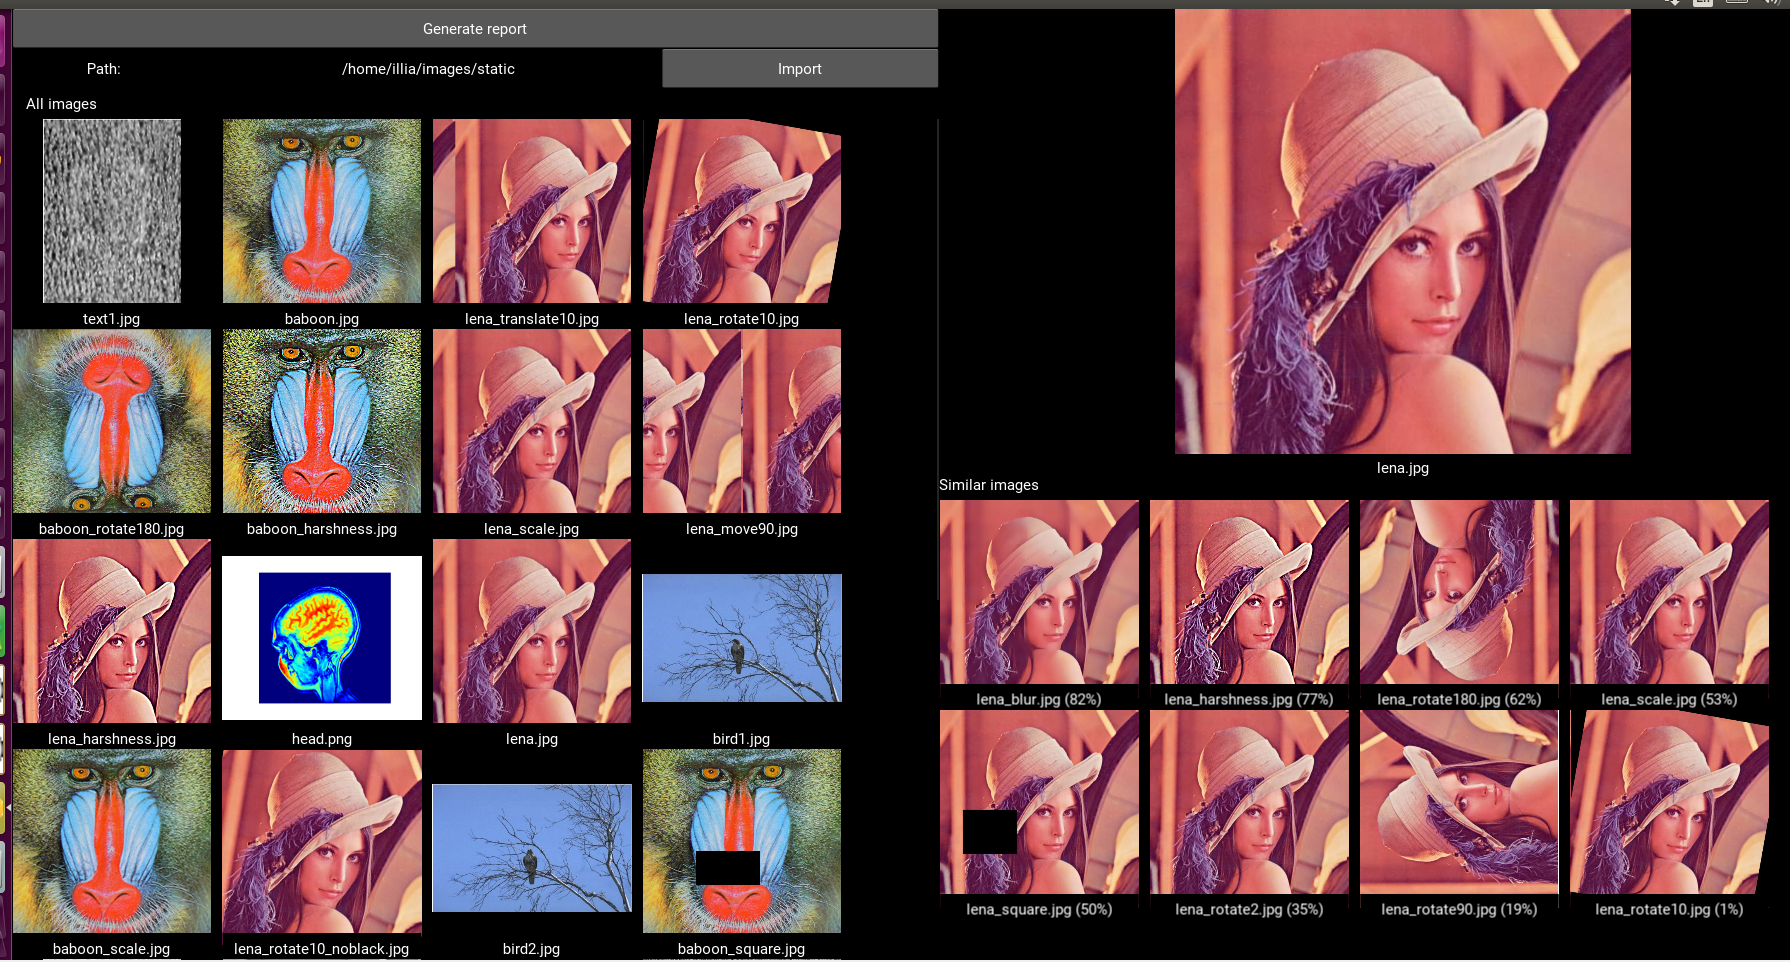 Generate report
Path: /home/illia/images/static Import
All images
text1.jpg baboon.jpg lena_translate10.jpg lena_rotate10.jpg
baboon_rotate180.jpg baboon_harshness.jpg lena_scale.jpg lena_move90.jpg
lena_harshness.jpg head.png lena.jpg bird1.jpg
baboon_scale.jpg lena_rotate10_noblack.jpg bird2.jpg baboon_square.jpg
lena.jpg
Similar images
lena_blur.jpg (82%) lena_harshness.jpg (77%) lena_rotate180.jpg (62%) lena_scale.jpg (53%)
lena_square.jpg (50%) lena_rotate2.jpg (35%) lena_rotate90.jpg (19%) lena_rotate10.jpg (1%)